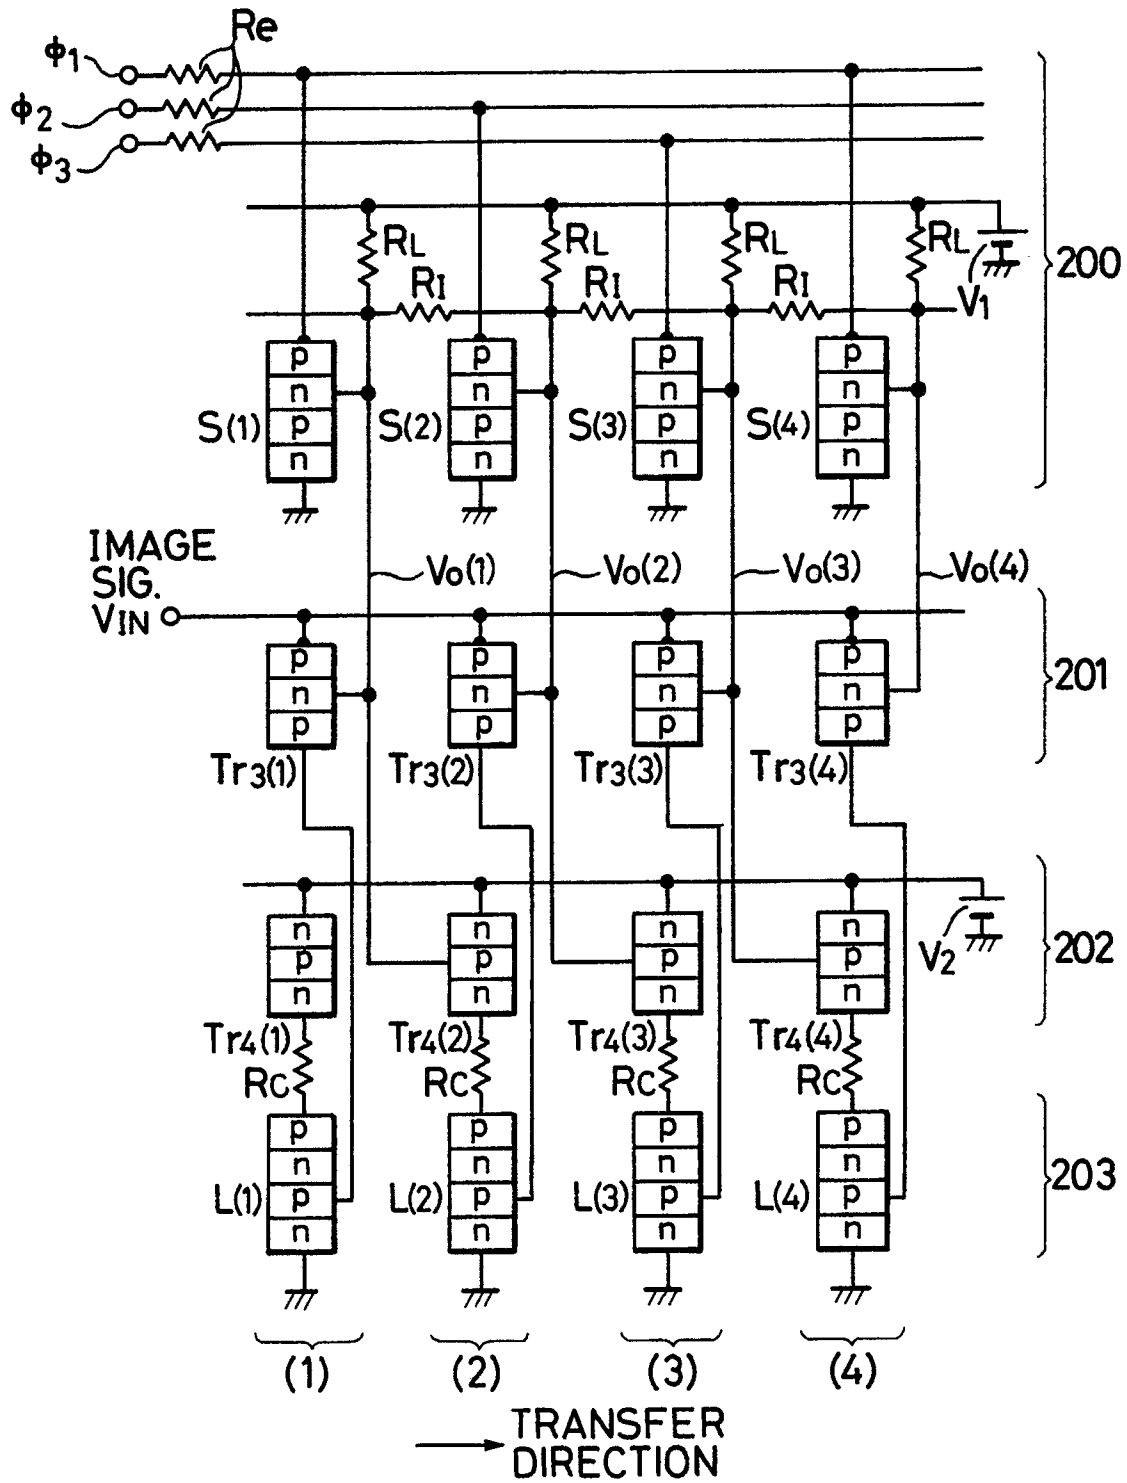 Re
ϕ1
ϕ2
ϕ3
RL RL RL RL
RI RI RI
V1
200
p p p p
n n n n
S(1) p S(2) p S(3) p S(4) p
n n n n
IMAGE
SIG.
VIN
Vo(1) Vo(2) Vo(3) Vo(4)
p p p p
n n n n
p p p p
201
Tr3(1) Tr3(2) Tr3(3) Tr3(4)
n n n n
p p p p
n n n n
V2
202
Tr4(1) Tr4(2) Tr4(3) Tr4(4)
RC RC RC RC
p p p p
n n n n
L(1) p L(2) p L(3) p L(4) p
n n n n
203
(1) (2) (3) (4)
TRANSFER
DIRECTION